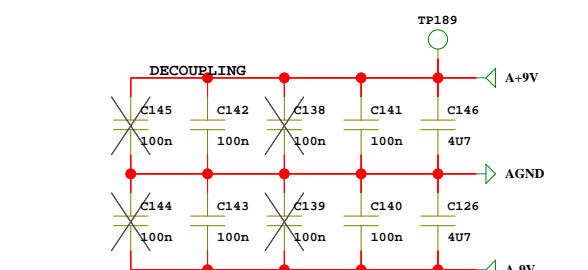 TP189
DECOUPLING
A+9V
C145 C142 C138 C141 C146
100n 100n 100n 100n 4U7
AGND
C144 C143 C139 C140 C126
100n 100n 100n 100n 4U7
A-9V